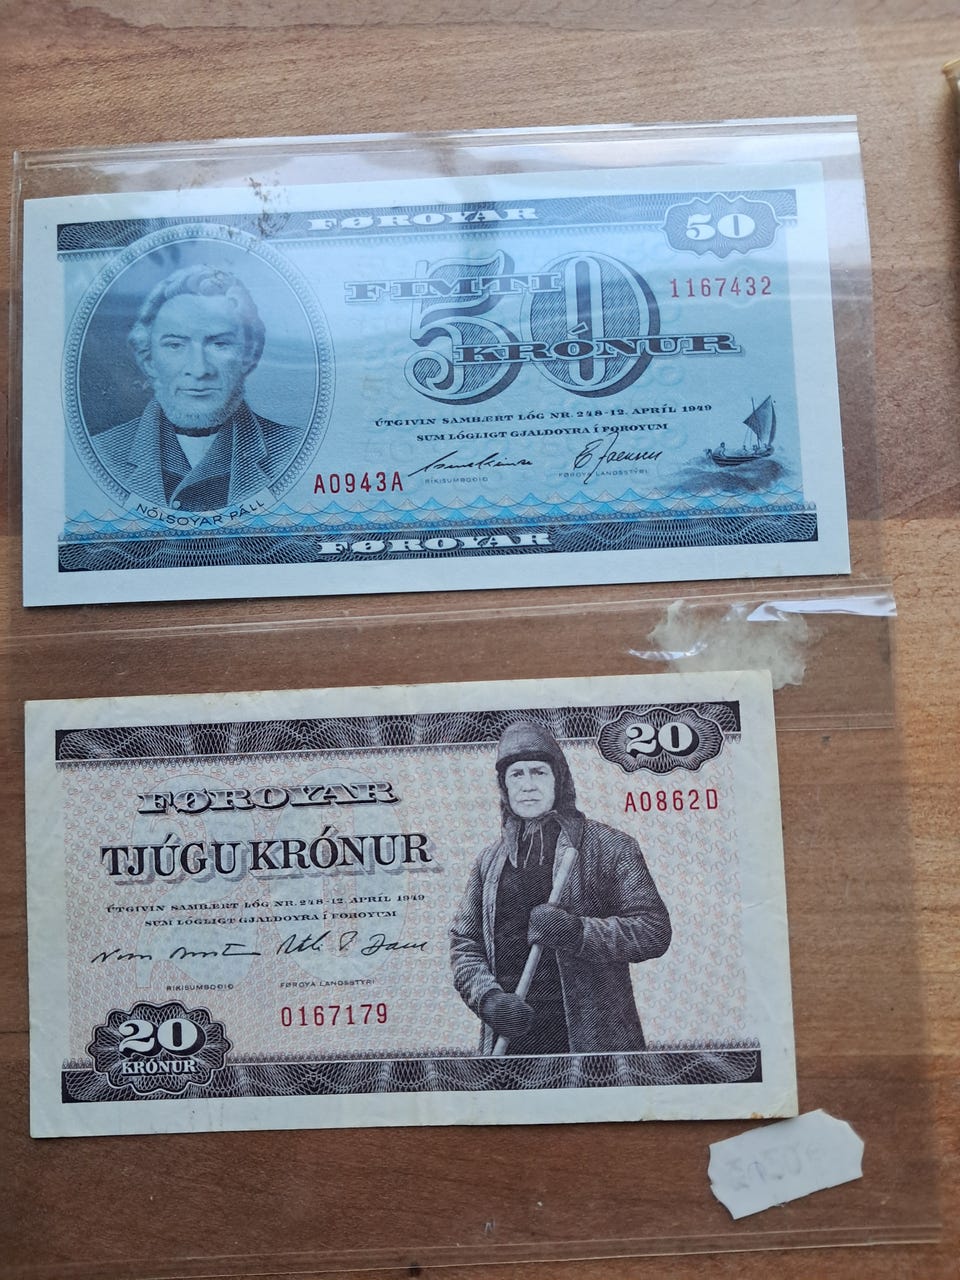 FØROYAR
50
FIMTI
50
1167432
KRÓNUR
ÚTGIVIN SAMBÆRT LÓG NR. 248-12. APRÍL 1949
SUM LÓGLIGT GJALDOYRA Í FØROYUM
A0943A
RÍKISUMBOÐIÐ
FØROYA LANDSSTÝRI
NÓLSOYAR PÁLL
FØROYAR
20
FØROYAR
A0862D
TJÚGU KRÓNUR
ÚTGIVIN SAMBÆRT LÓG NR. 248-12. APRÍL 1949
SUM LÓGLIGT GJALDOYRA Í FØROYUM
RÍKISUMBOÐIÐ
FØROYA LANDSSTÝRI
0167179
20
KRÓNUR